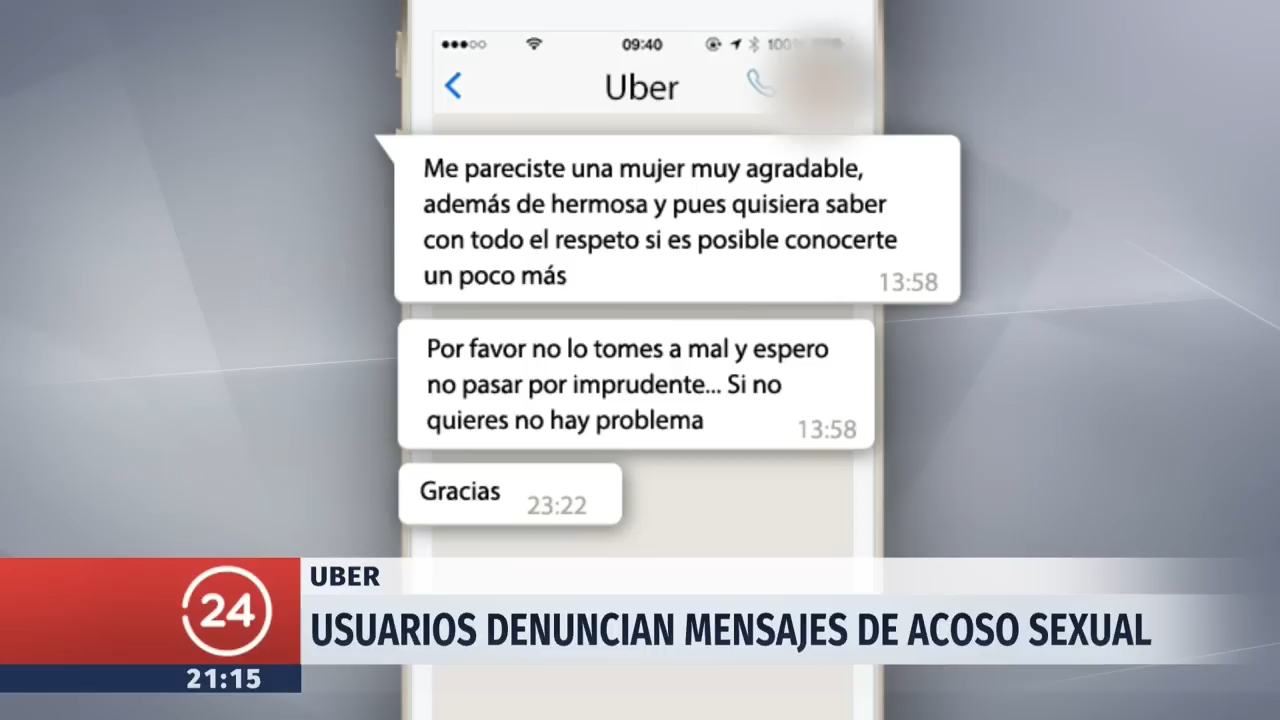 09:40
100%
Uber
Me pareciste una mujer muy agradable,
además de hermosa y pues quisiera saber
con todo el respeto si es posible conocerte
un poco más
13:58
Por favor no lo tomes a mal y espero
no pasar por imprudente... Si no
quieres no hay problema
13:58
Gracias
23:22
UBER
24
USUARIOS DENUNCIAN MENSAJES DE ACOSO SEXUAL
21:15